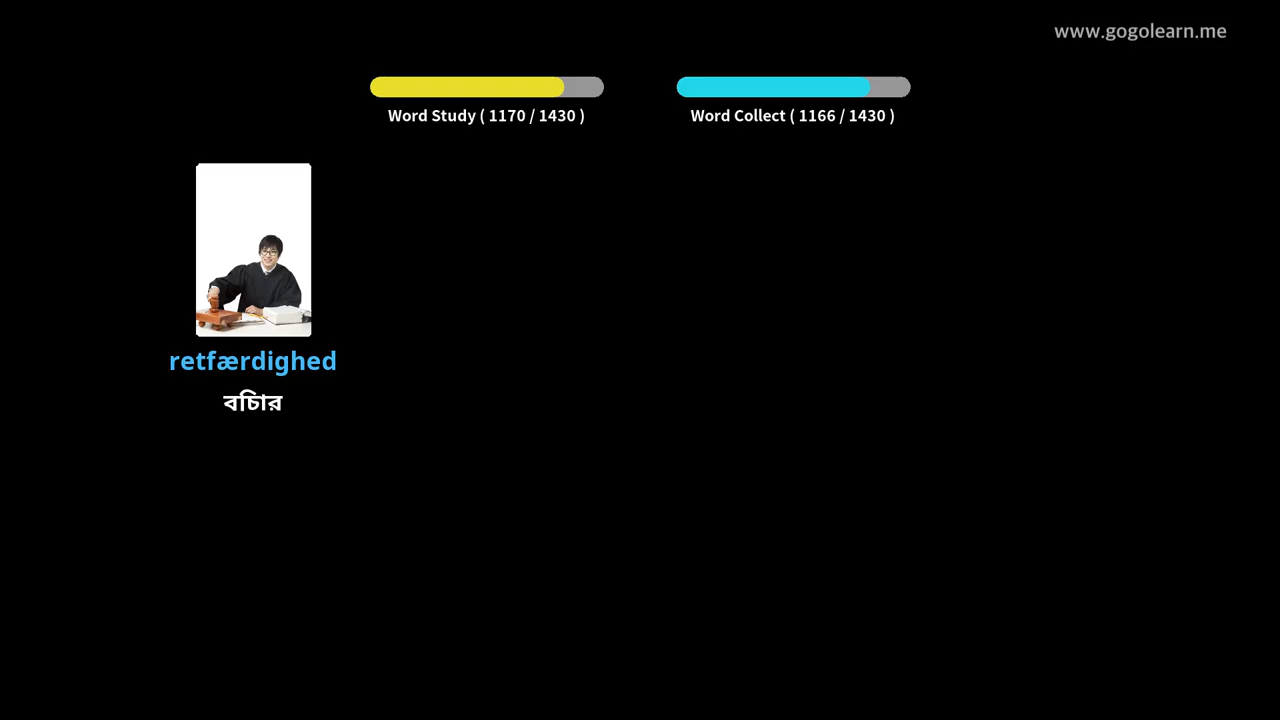 www.gogolearn.me
Word Study ( 1170 / 1430 )
Word Collect ( 1166 / 1430 )
retfærdighed
বিচার